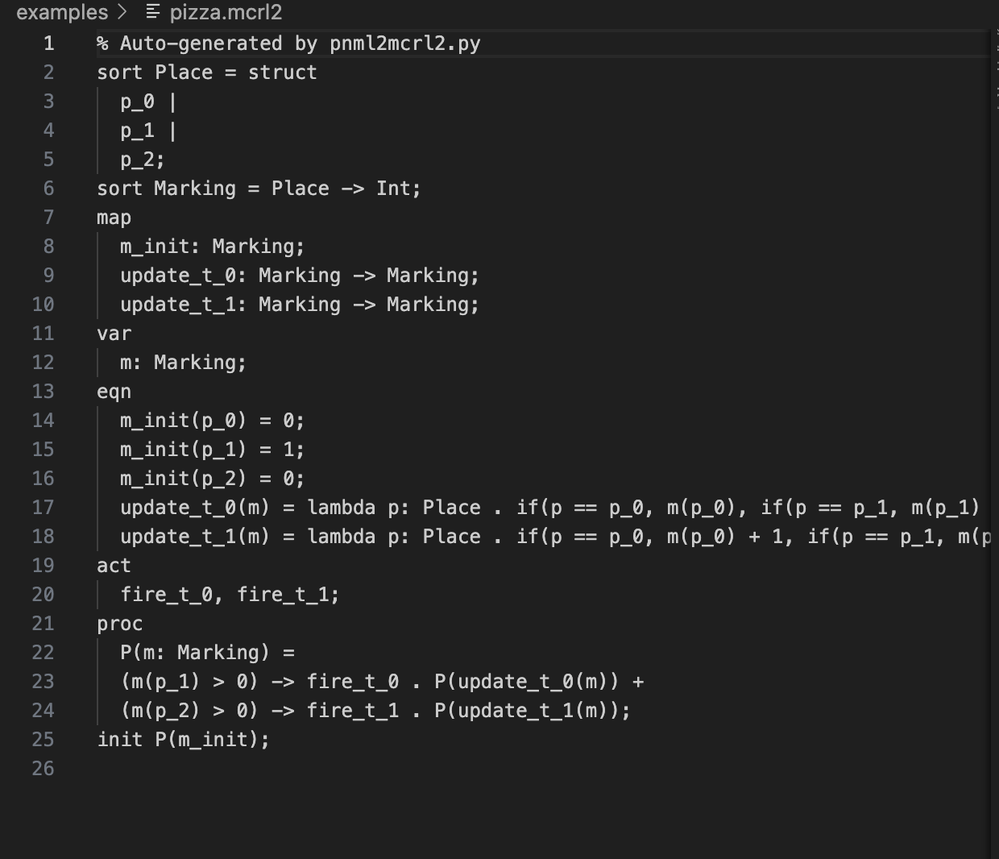 examples > pizza.mcrl2
1 % Auto-generated by pnml2mcrl2.py
2 sort Place = struct
3 p_0 |
4 p_1 |
5 p_2;
6 sort Marking = Place -> Int;
7 map
8 m_init: Marking;
9 update_t_0: Marking -> Marking;
10 update_t_1: Marking -> Marking;
11 var
12 m: Marking;
13 eqn
14 m_init(p_0) = 0;
15 m_init(p_1) = 1;
16 m_init(p_2) = 0;
17 update_t_0(m) = lambda p: Place . if(p == p_0, m(p_0), if(p == p_1, m(p_1)
18 update_t_1(m) = lambda p: Place . if(p == p_0, m(p_0) + 1, if(p == p_1, m(p
19 act
20 fire_t_0, fire_t_1;
21 proc
22 P(m: Marking) =
23 (m(p_1) > 0) -> fire_t_0 . P(update_t_0(m)) +
24 (m(p_2) > 0) -> fire_t_1 . P(update_t_1(m));
25 init P(m_init);
26